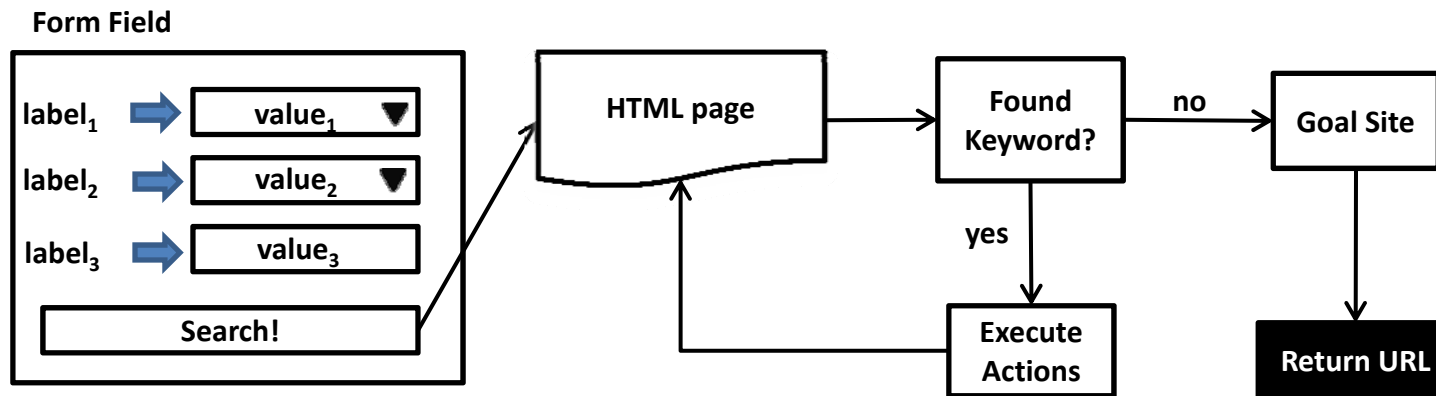 Form Field
label₁
value₁
label₂
value₂
label₃
value₃
Search!
HTML page
Found
Keyword?
no
yes
Execute
Actions
Goal Site
Return URL